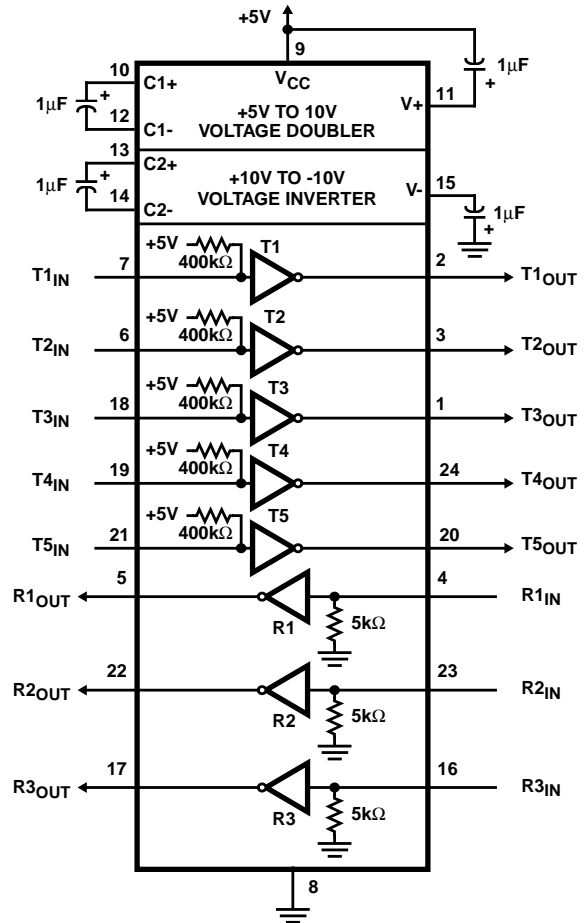 +5V
9
10
C1+
VCC
1µF
+
1µF
+
+5V TO 10V
VOLTAGE DOUBLER
V+
11
12
C1-
13
C2+
1µF
+
+10V TO -10V
VOLTAGE INVERTER
V-
15
14
C2-
1µF
+
+5V
400kΩ
T1
T1IN
7
2
T1OUT
+5V
400kΩ
T2
T2IN
6
3
T2OUT
+5V
400kΩ
T3
T3IN
18
1
T3OUT
+5V
400kΩ
T4
T4IN
19
24
T4OUT
+5V
400kΩ
T5
T5IN
21
20
T5OUT
R1OUT
5
4
R1IN
R1
5kΩ
R2OUT
22
23
R2IN
R2
5kΩ
R3OUT
17
16
R3IN
R3
5kΩ
8